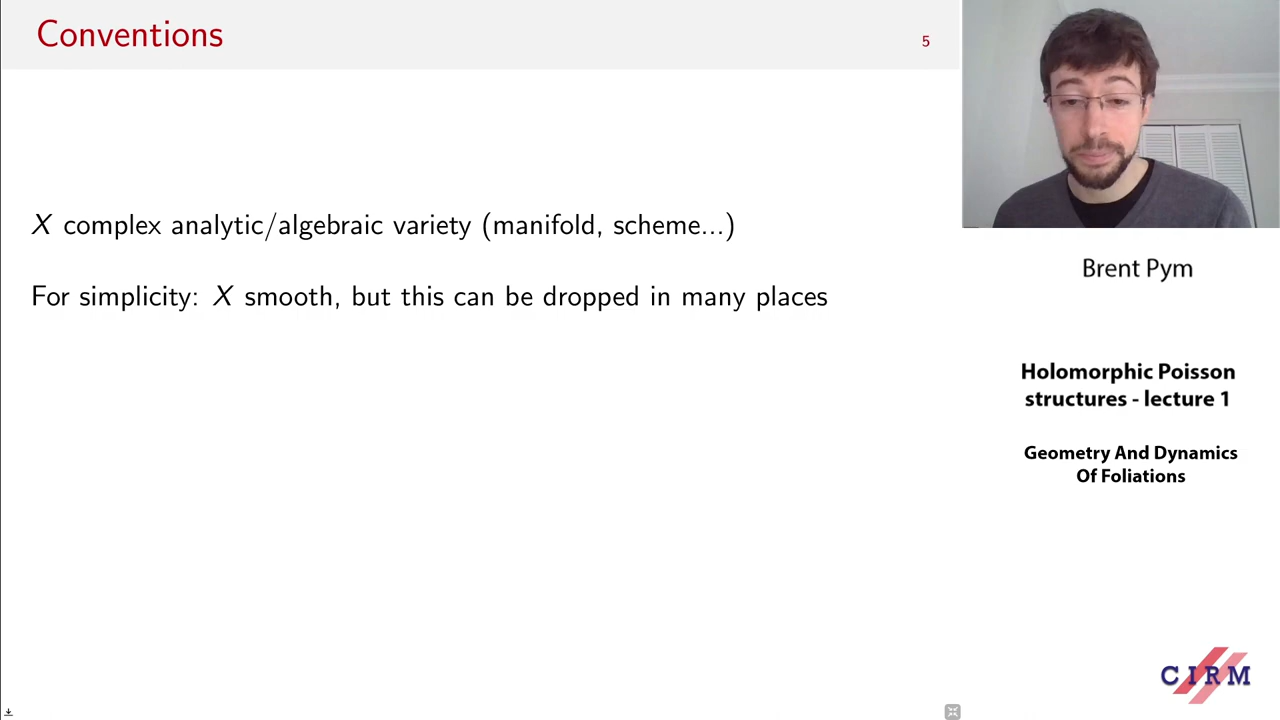 Conventions
5
X complex analytic/algebraic variety (manifold, scheme...)
For simplicity: X smooth, but this can be dropped in many places
Brent Pym
Holomorphic Poisson
structures - lecture 1
Geometry And Dynamics
Of Foliations
CIRM